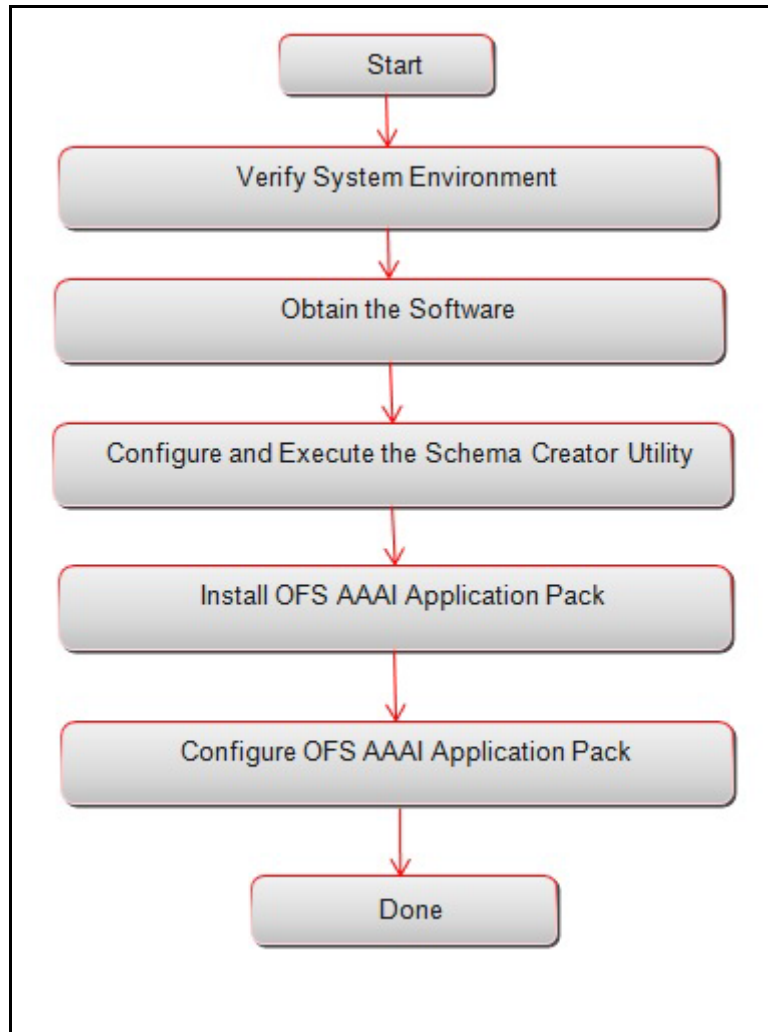 Start
Verify System Environment
Obtain the Software
Configure and Execute the Schema Creator Utility
Install OFS AAAI Application Pack
Configure OFS AAAI Application Pack
Done